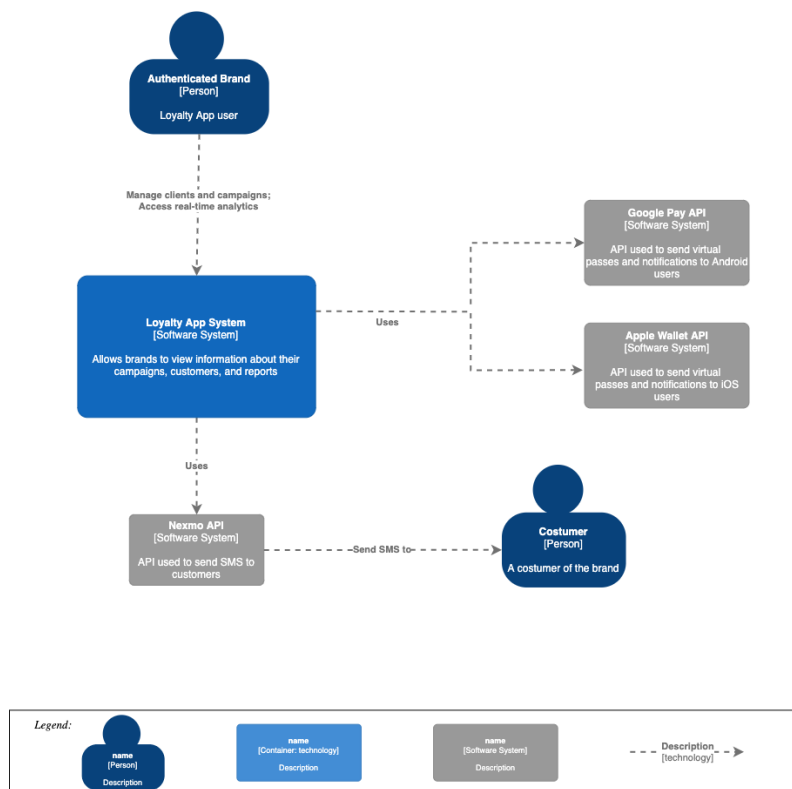 Authenticated Brand
[Person]
Loyalty App user
Manage clients and campaigns;
Access real-time analytics
Google Pay API
[Software System]
API used to send virtual
passes and notifications to Android
users
Loyalty App System
[Software System]
Allows brands to view information about their
campaigns, customers, and reports
Uses
Apple Wallet API
[Software System]
API used to send virtual
passes and notifications to iOS
users
Uses
Nexmo API
[Software System]
API used to send SMS to
customers
Send SMS to
Costumer
[Person]
A costumer of the brand
Legend:
name
[Person]
Description
name
[Container: technology]
Description
name
[Software System]
Description
Description
[technology]